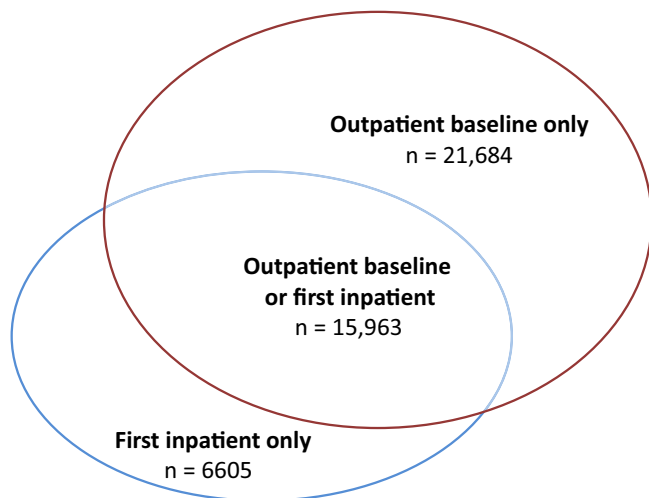 Outpatient baseline only
n = 21,684
Outpatient baseline
or first inpatient
n = 15,963
First inpatient only
n = 6605